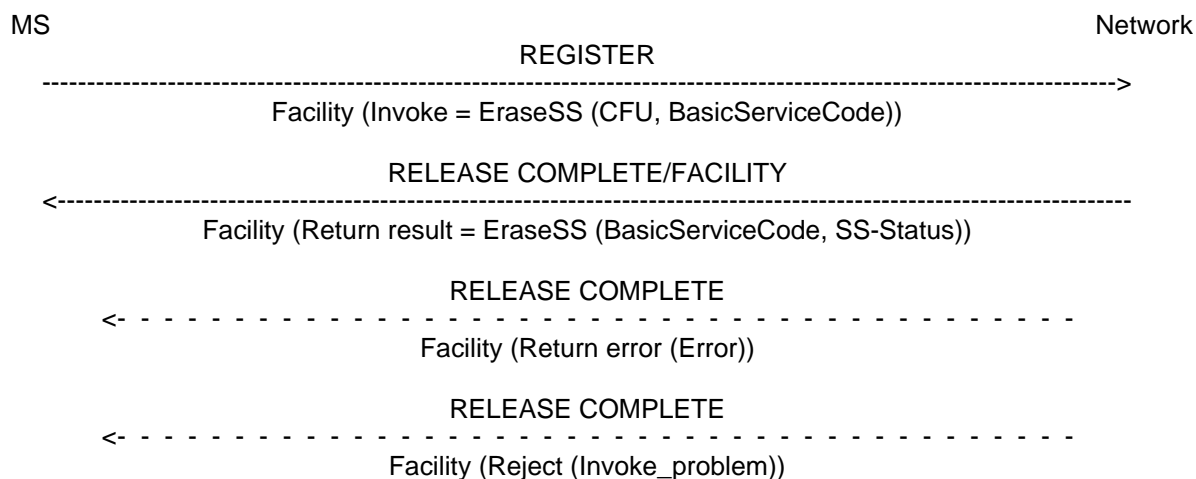 MS Network
REGISTER
Facility (Invoke = EraseSS (CFU, BasicServiceCode))
RELEASE COMPLETE/FACILITY
Facility (Return result = EraseSS (BasicServiceCode, SS-Status))
RELEASE COMPLETE
Facility (Return error (Error))
RELEASE COMPLETE
Facility (Reject (Invoke_problem))